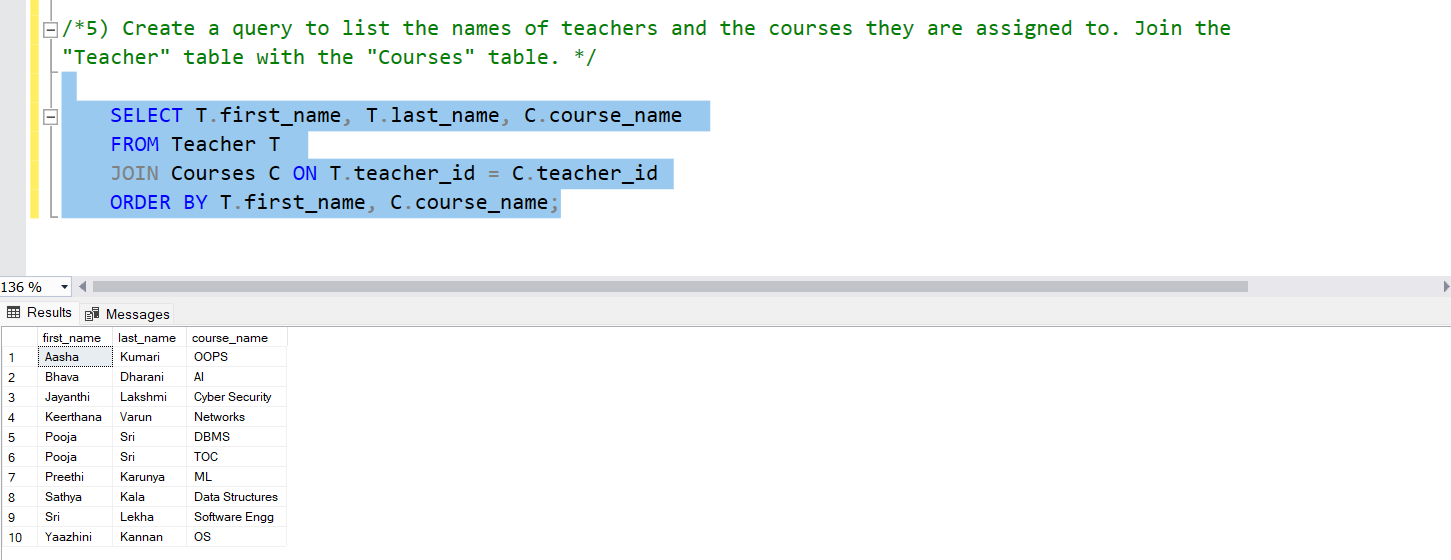 /*5) Create a query to list the names of teachers and the courses they are assigned to. Join the
"Teacher" table with the "Courses" table. */
SELECT T.first_name, T.last_name, C.course_name
FROM Teacher T
JOIN Courses C ON T.teacher_id = C.teacher_id
ORDER BY T.first_name, C.course_name;
136 %
Results Messages
first_name last_name course_name
1 Aasha Kumari OOPS
2 Bhava Dharani AI
3 Jayanthi Lakshmi Cyber Security
4 Keerthana Varun Networks
5 Pooja Sri DBMS
6 Pooja Sri TOC
7 Preethi Karunya ML
8 Sathya Kala Data Structures
9 Sri Lekha Software Engg
10 Yaazhini Kannan OS